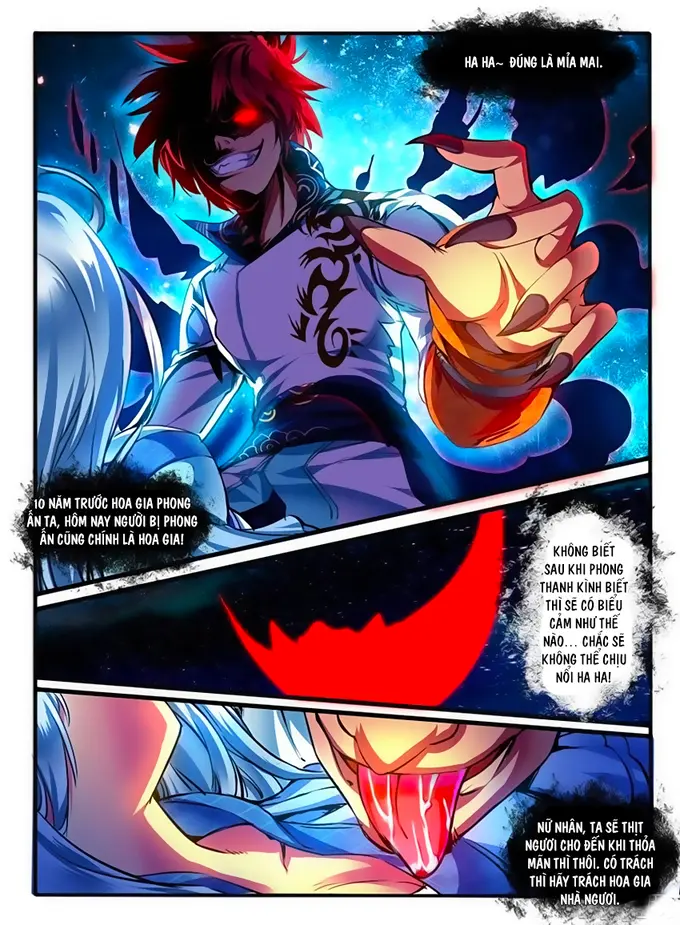 HA HA~ ĐÚNG LÀ MỈA MAI.
10 NĂM TRƯỚC HOA GIA PHONG
ẤN TA, HÔM NAY NGƯỜI BỊ PHONG
ẤN CŨNG CHÍNH LÀ HOA GIA!
KHÔNG BIẾT
SAU KHI PHONG
THANH KÌNH BIẾT
THÌ SẼ CÓ BIỂU
CẢM NHƯ THẾ
NÀO... CHẮC SẼ
KHÔNG THỂ CHỊU
NỔI HA HA!
NỮ NHÂN, TA SẼ THỊT
NGƯƠI CHO ĐẾN KHI THỎA
MÃN THÌ THÔI. CÓ TRÁCH
THÌ HÃY TRÁCH HOA GIA
NHÀ NGƯƠI.